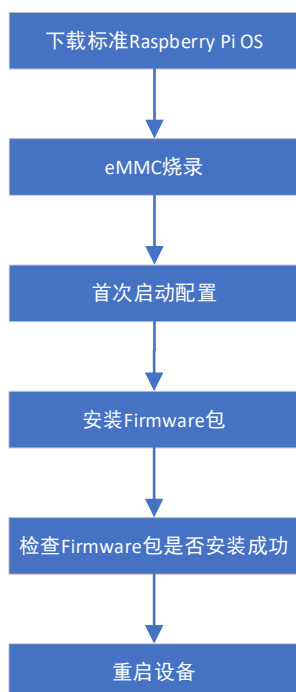 下载标准Raspberry Pi OS
eMMC烧录
首次启动配置
安装Firmware包
检查Firmware包是否安装成功
重启设备